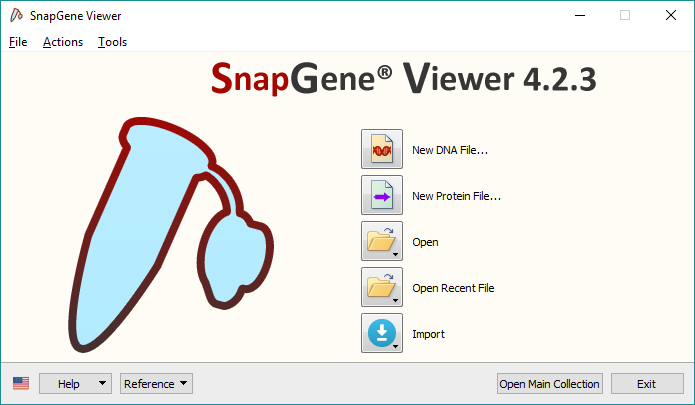 SnapGene Viewer
File Actions Tools
SnapGene® Viewer 4.2.3
New DNA File...
New Protein File...
Open
Open Recent File
Import
Help Reference Open Main Collection Exit